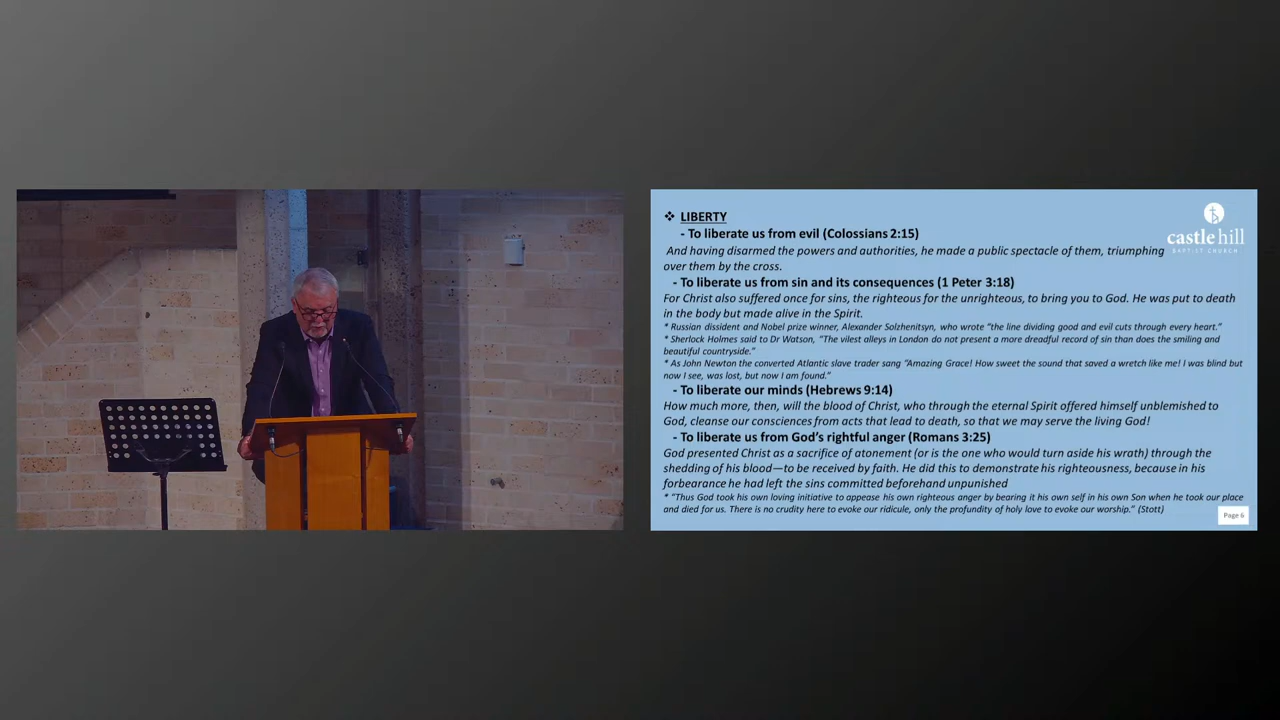 ❖ LIBERTY
- To liberate us from evil (Colossians 2:15)
And having disarmed the powers and authorities, he made a public spectacle of them, triumphing
over them by the cross.
- To liberate us from sin and its consequences (1 Peter 3:18)
For Christ also suffered once for sins, the righteous for the unrighteous, to bring you to God. He was put to death
in the body but made alive in the Spirit.
* Russian dissident and Nobel prize winner, Alexander Solzhenitsyn, who wrote “the line dividing good and evil cuts through every heart.”
* Sherlock Holmes said to Dr Watson, “The vilest alleys in London do not present a more dreadful record of sin than does the smiling and
beautiful countryside.”
* As John Newton the converted Atlantic slave trader sang “Amazing Grace! How sweet the sound that saved a wretch like me! I was blind but
now I see, was lost, but now I am found.”
- To liberate our minds (Hebrews 9:14)
How much more, then, will the blood of Christ, who through the eternal Spirit offered himself unblemished to
God, cleanse our consciences from acts that lead to death, so that we may serve the living God!
- To liberate us from God’s rightful anger (Romans 3:25)
God presented Christ as a sacrifice of atonement (or is the one who would turn aside his wrath) through the
shedding of his blood—to be received by faith. He did this to demonstrate his righteousness, because in his
forbearance he had left the sins committed beforehand unpunished
* “Thus God took his own loving initiative to appease his own righteous anger by bearing it his own self in his own Son when he took our place
and died for us. There is no crudity here to evoke our ridicule, only the profundity of holy love to evoke our worship.” (Stott)
castle hill
BAPTIST CHURCH
Page 6